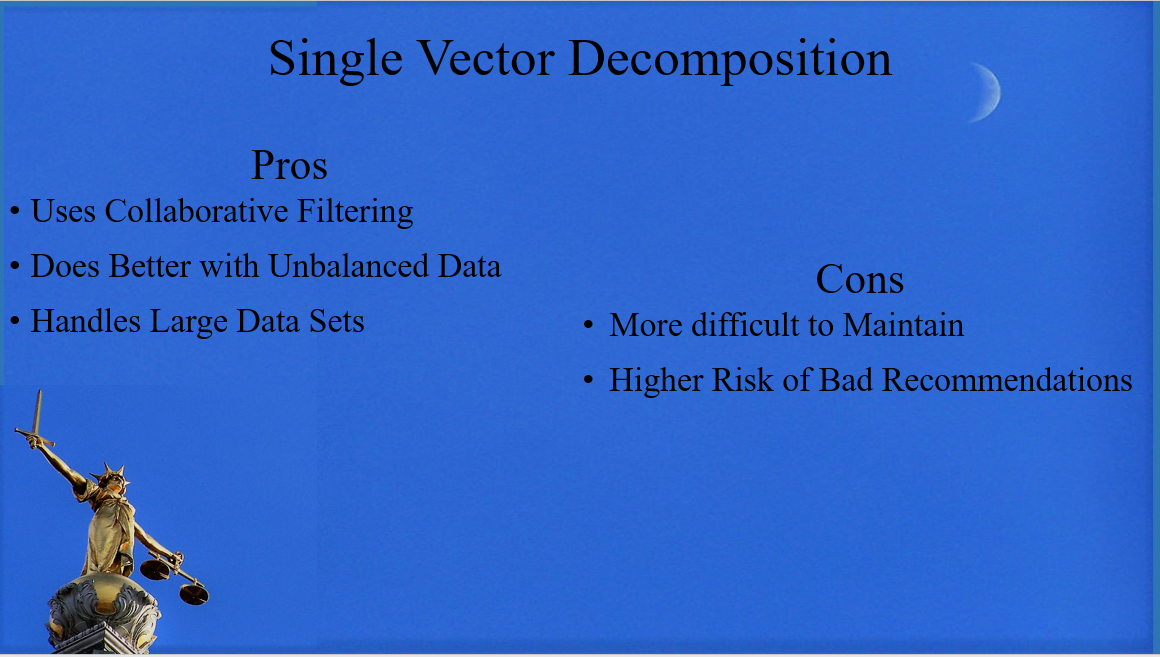 Single Vector Decomposition
Pros
• Uses Collaborative Filtering
• Does Better with Unbalanced Data
• Handles Large Data Sets
Cons
• More difficult to Maintain
• Higher Risk of Bad Recommendations